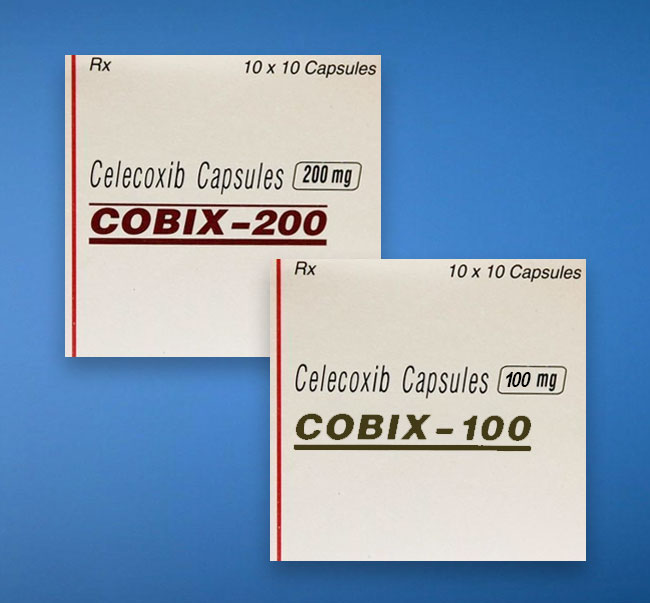 Rx 10 x 10 Capsules
Celecoxib Capsules 200 mg
COBIX-200
Rx 10 x 10 Capsules
Celecoxib Capsules 100 mg
COBIX-100